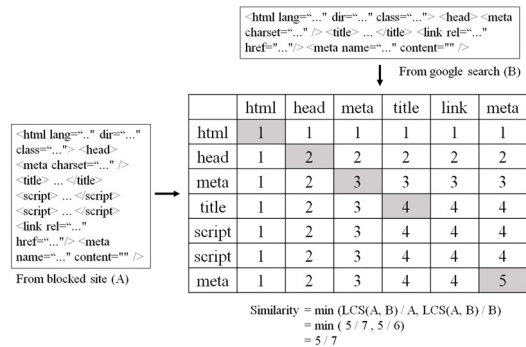 <html lang="..." dir="..." class="..."> <head> <meta
charset="..." /> <title> ... </title> <link rel="..."
href="..."/> <meta name="..." content="" />
From google search (B)
<html lang=".." dir="..."
class="..."> <head>
<meta charset="..." />
<title> ... </title>
<script> ... </script>
<script> ... </script>
<link rel="..."
href="..."/> <meta
name="..." content="" />
From blocked site (A)
html head meta title link meta
html 1 1 1 1 1 1
head 1 2 2 2 2 2
meta 1 2 3 3 3 3
title 1 2 3 4 4 4
script 1 2 3 4 4 4
script 1 2 3 4 4 4
meta 1 2 3 4 4 5
Similarity = min (LCS(A, B) / A, LCS(A, B) / B)
= min ( 5 / 7 , 5 / 6)
= 5 / 7